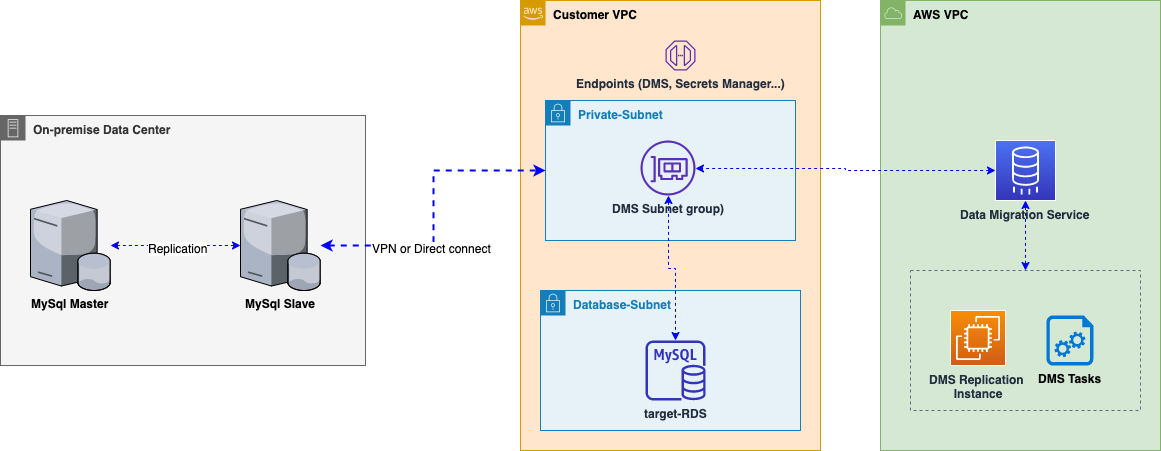 aws
Customer VPC
AWS VPC
Endpoints (DMS, Secrets Manager...)
On-premise Data Center
Private-Subnet
DMS Subnet group)
Data Migration Service
Replication
VPN or Direct connect
MySql Master
MySql Slave
Database-Subnet
MySQL
target-RDS
DMS Replication
Instance
DMS Tasks